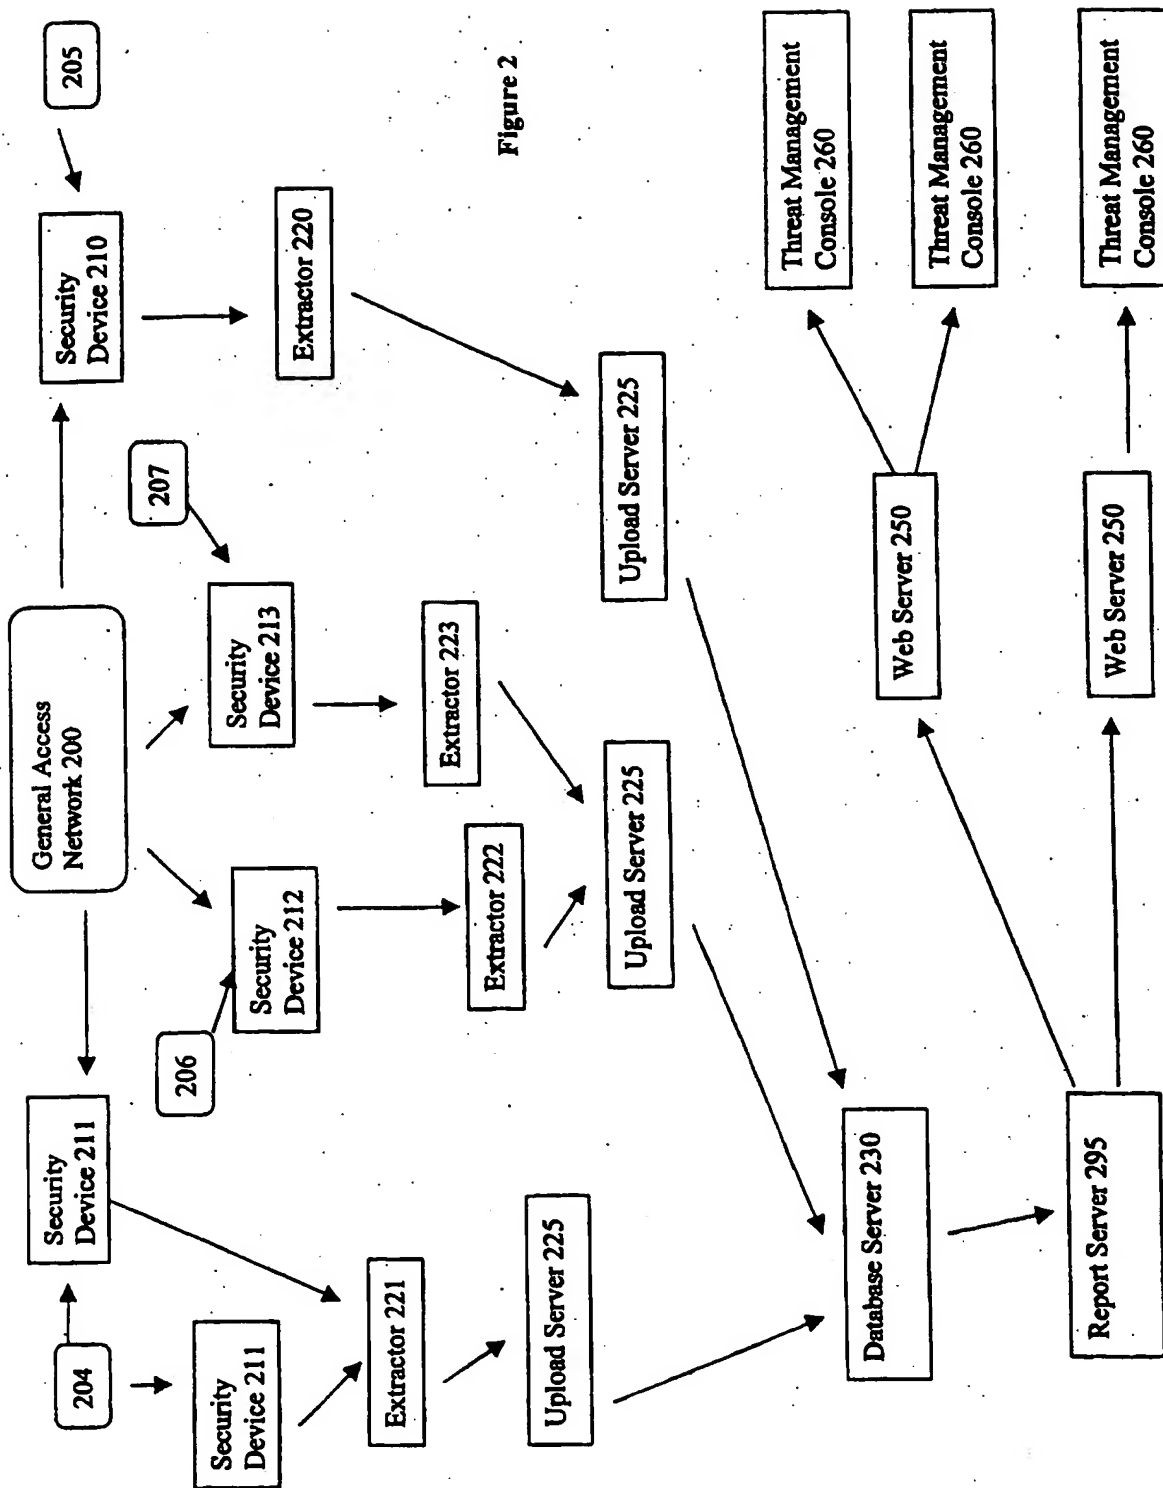 General Access
Network 200
204
Security
Device 211
206
207
Security
Device 210
205
Security
Device 211
Security
Device 212
Security
Device 213
Extractor 221
Extractor 222
Extractor 223
Extractor 220
Upload Server 225
Upload Server 225
Upload Server 225
Figure 2
Database Server 230
Report Server 295
Web Server 250
Web Server 250
Threat Management
Console 260
Threat Management
Console 260
Threat Management
Console 260